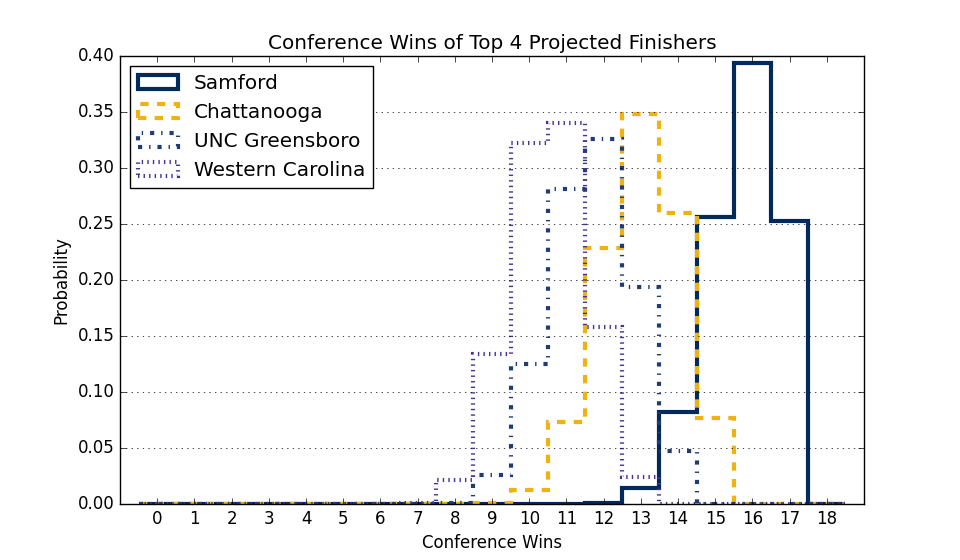 Conference Wins of Top 4 Projected Finishers
0.40
0.35
0.30
0.25
0.20
0.15
0.10
0.05
0.00
Probability
Samford
Chattanooga
UNC Greensboro
Western Carolina
0 1 2 3 4 5 6 7 8 9 10 11 12 13 14 15 16 17 18
Conference Wins